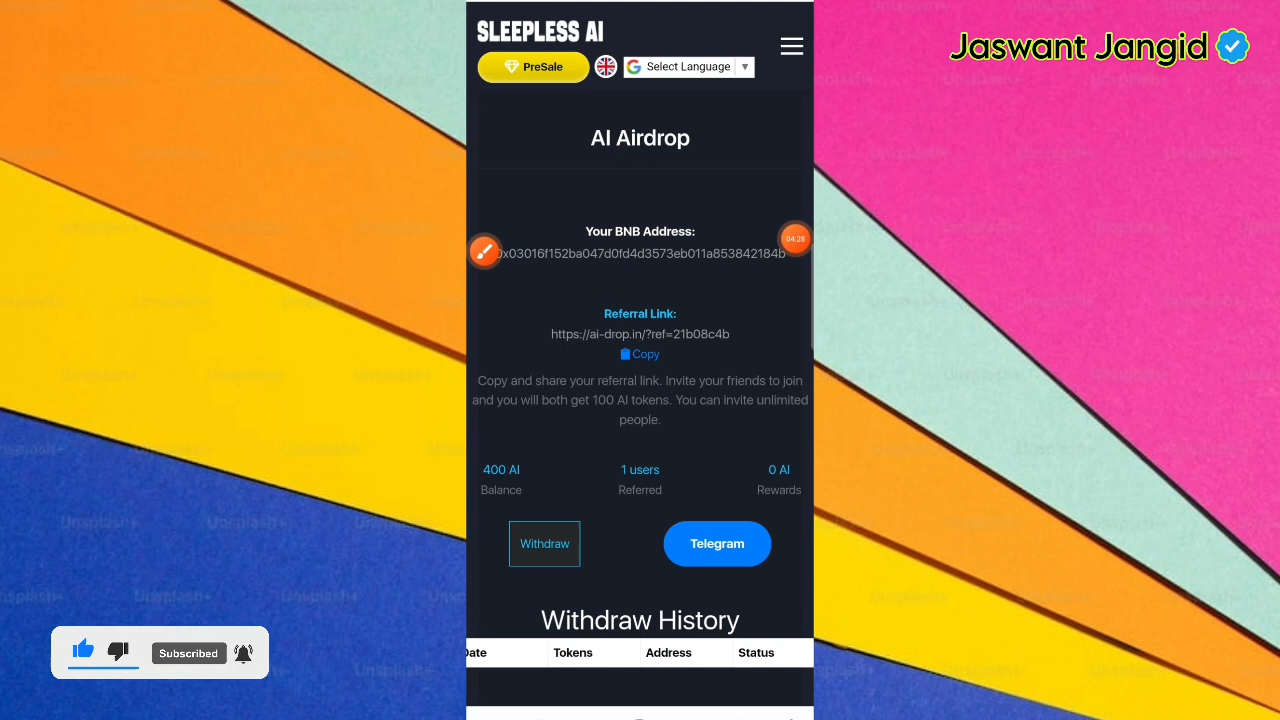 SLEEPLESS AI
PreSale
Select Language
Jaswant Jangid
AI Airdrop
Your BNB Address:
0x03016f152ba047d0fd4d3573eb011a853842184b
04:28
Referral Link:
https://ai-drop.in/?ref=21b08c4b
Copy
Copy and share your referral link. Invite your friends to join
and you will both get 100 AI tokens. You can invite unlimited
people.
400 AI 1 users 0 AI
Balance Referred Rewards
Withdraw Telegram
Withdraw History
Date Tokens Address Status
Subscribed
Unsplash+